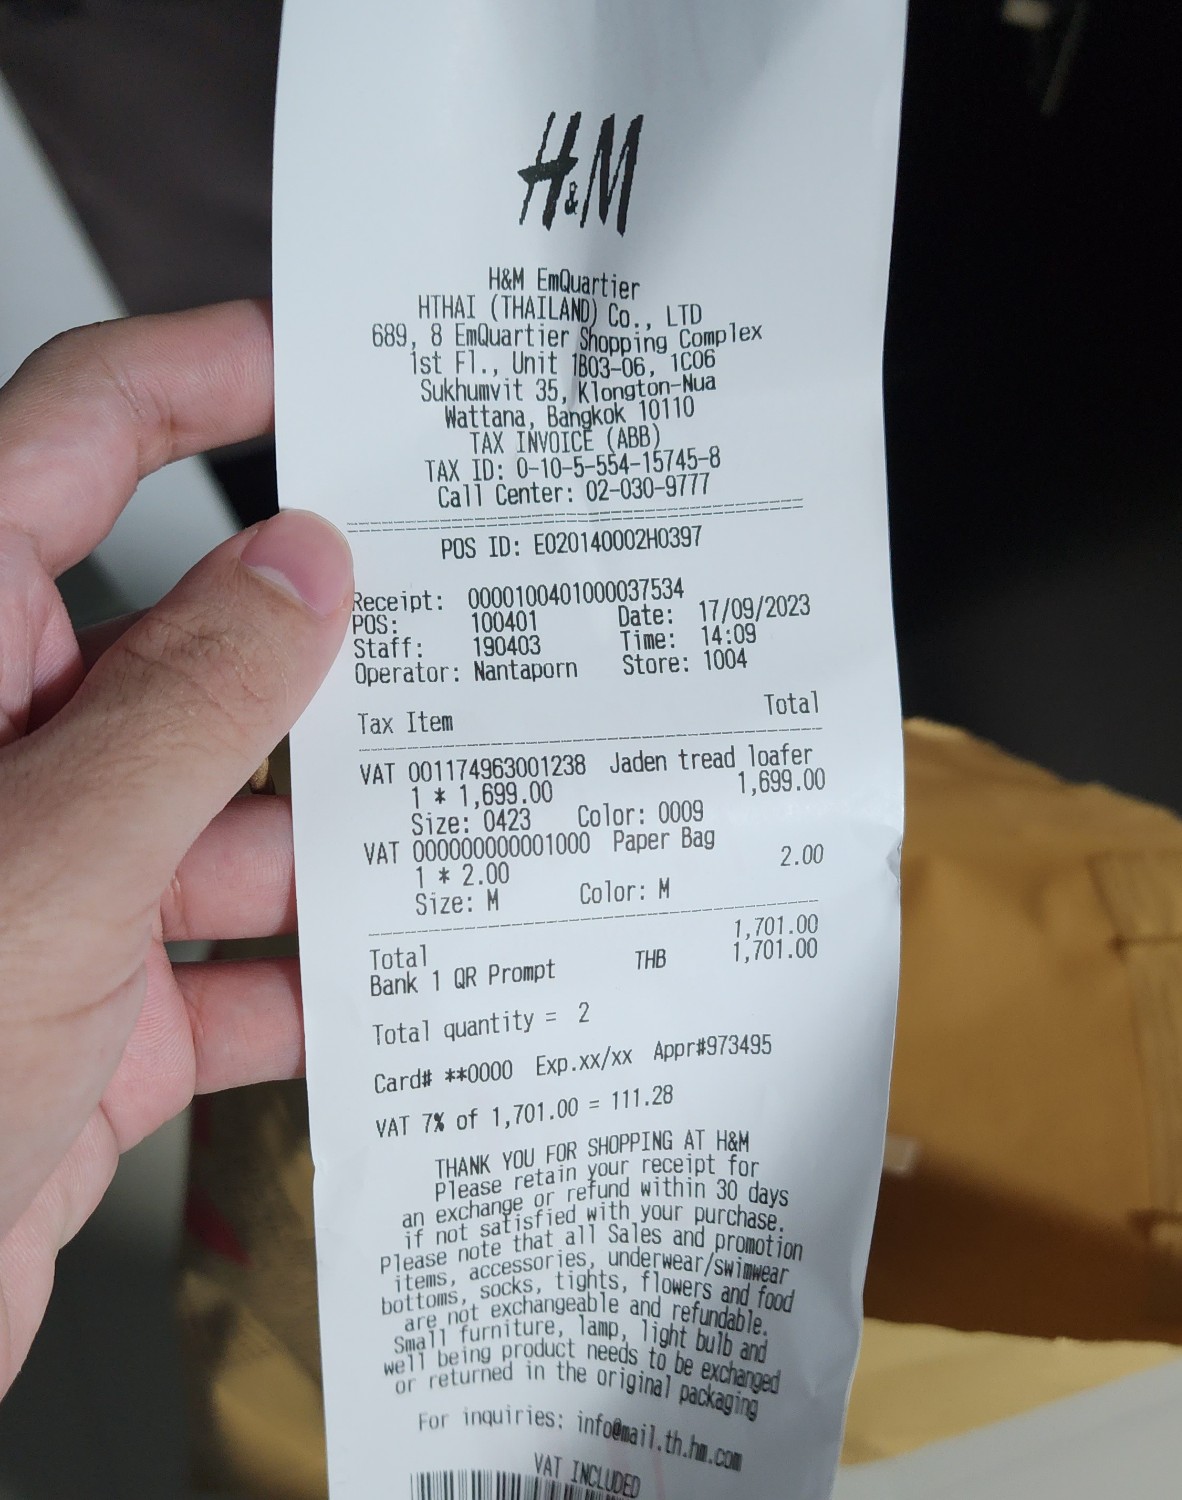 H&M
H&M EmQuartier
HTHAI (THAILAND) Co., LTD
689, 8 EmQuartier Shopping Complex
1st Fl., Unit 1B03-06, 1C06
Sukhumvit 35, Klongton-Nua
Wattana, Bangkok 10110
TAX INVOICE (ABB)
TAX ID: 0-10-5-554-15745-8
Call Center: 02-030-9777
POS ID: E020140002H0397
Receipt: 0000100401000037534
POS: 100401 Date: 17/09/2023
Staff: 190403 Time: 14:09
Operator: Nantaporn Store: 1004
Tax Item Total
VAT 001174963001238 Jaden tread loafer
1 * 1,699.00 1,699.00
Size: 0423 Color: 0009
VAT 000000000001000 Paper Bag
1 * 2.00 2.00
Size: M Color: M
Total 1,701.00
Bank 1 QR Prompt THB 1,701.00
Total quantity = 2
Card# **0000 Exp.xx/xx Appr#973495
VAT 7% of 1,701.00 = 111.28
THANK YOU FOR SHOPPING AT H&M
Please retain your receipt for
an exchange or refund within 30 days
if not satisfied with your purchase.
Please note that all Sales and promotion
items, accessories, underwear/swimwear
bottoms, socks, tights, flowers and food
are not exchangeable and refundable.
Small furniture, lamp, light bulb and
well being product needs to be exchanged
or returned in the original packaging
For inquiries: info@mail.th.hm.com
VAT INCLUDED